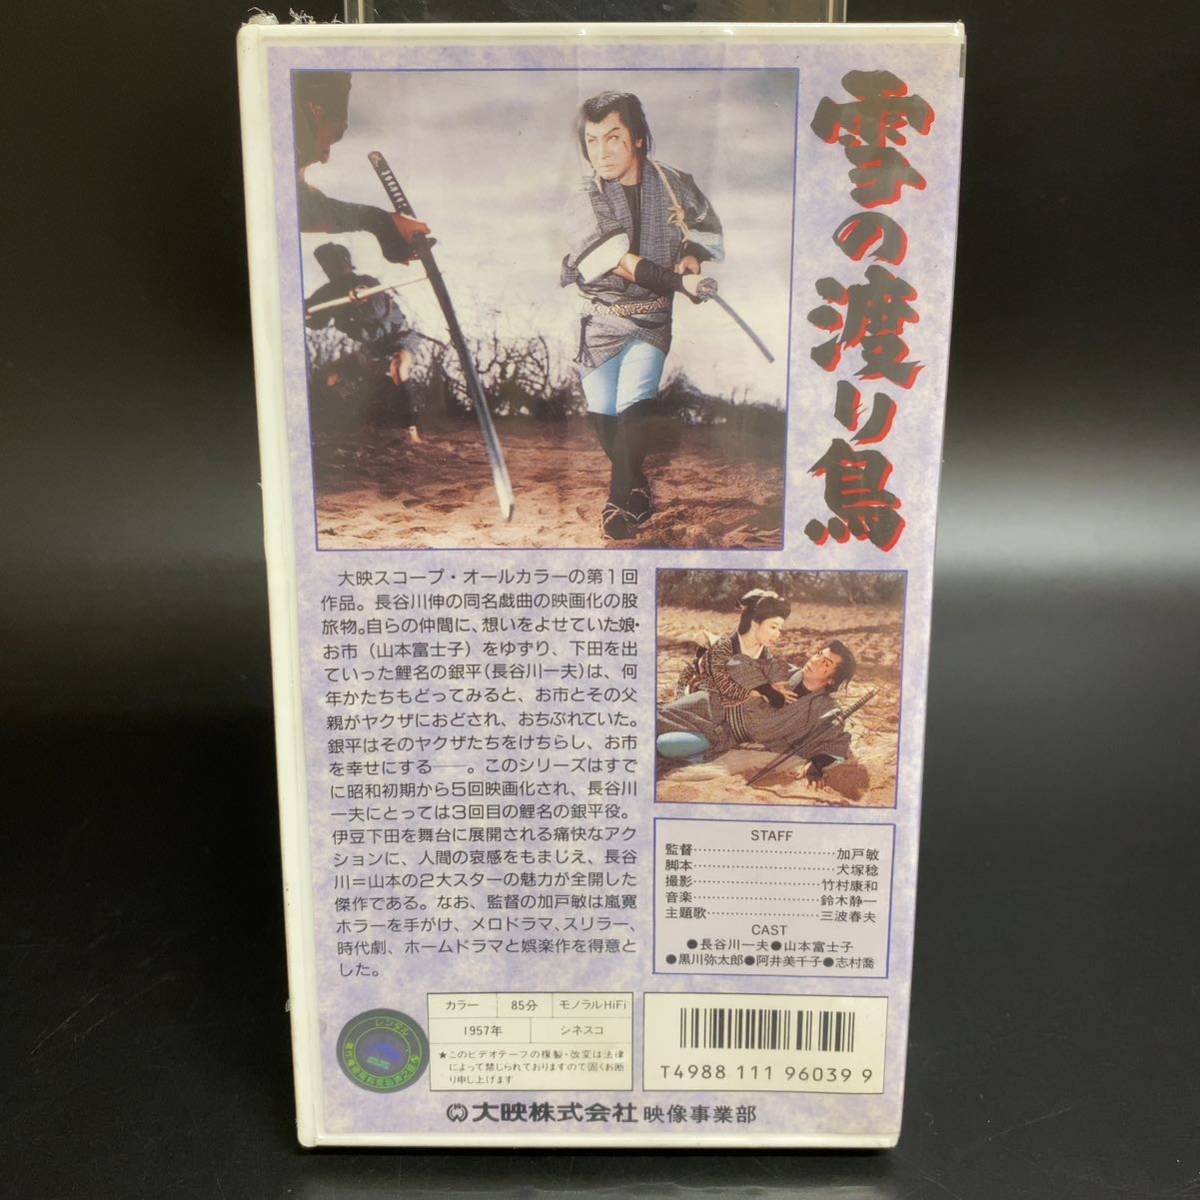 雪の渡り鳥
大映スコープ・オールカラーの第1回
作品。長谷川伸の同名戯曲の映画化の股
旅物。自らの仲間に、想いをよせていた娘・
お市（山本富士子）をゆずり、下田を出
ていった鯉名の銀平（長谷川一夫）は、何
年かたちもどってみると、お市とその父
親がヤクザにおどされ、おちぶれていた。
銀平はそのヤクザたちをけちらし、お市
を幸せにする――。このシリーズはすで
に昭和初期から5回映画化され、長谷川
一夫にとっては3回目の鯉名の銀平役。
伊豆下田を舞台に展開される痛快なアク
ションに、人間の哀感をもまじえ、長谷
川＝山本の2大スターの魅力が全開した
傑作である。なお、監督の加戸敏は嵐寛
ホラーを手がけ、メロドラマ、スリラー、
時代劇、ホームドラマと娯楽作を得意と
した。
STAFF
監督……………………加戸敏
脚本……………………犬塚稔
撮影……………………竹村康和
音楽……………………鈴木静一
主題歌…………………三波春夫
CAST
●長谷川一夫●山本富士子
●黒川弥太郎●阿井美千子●志村喬
カラー 85分 モノラルHiFi
1957年 シネスコ
★このビデオテープの複製・改変は法律
によって禁じられておりますので固くお断
り申し上げます
レンタル
T4988 111 96039 9
大映株式会社 映像事業部